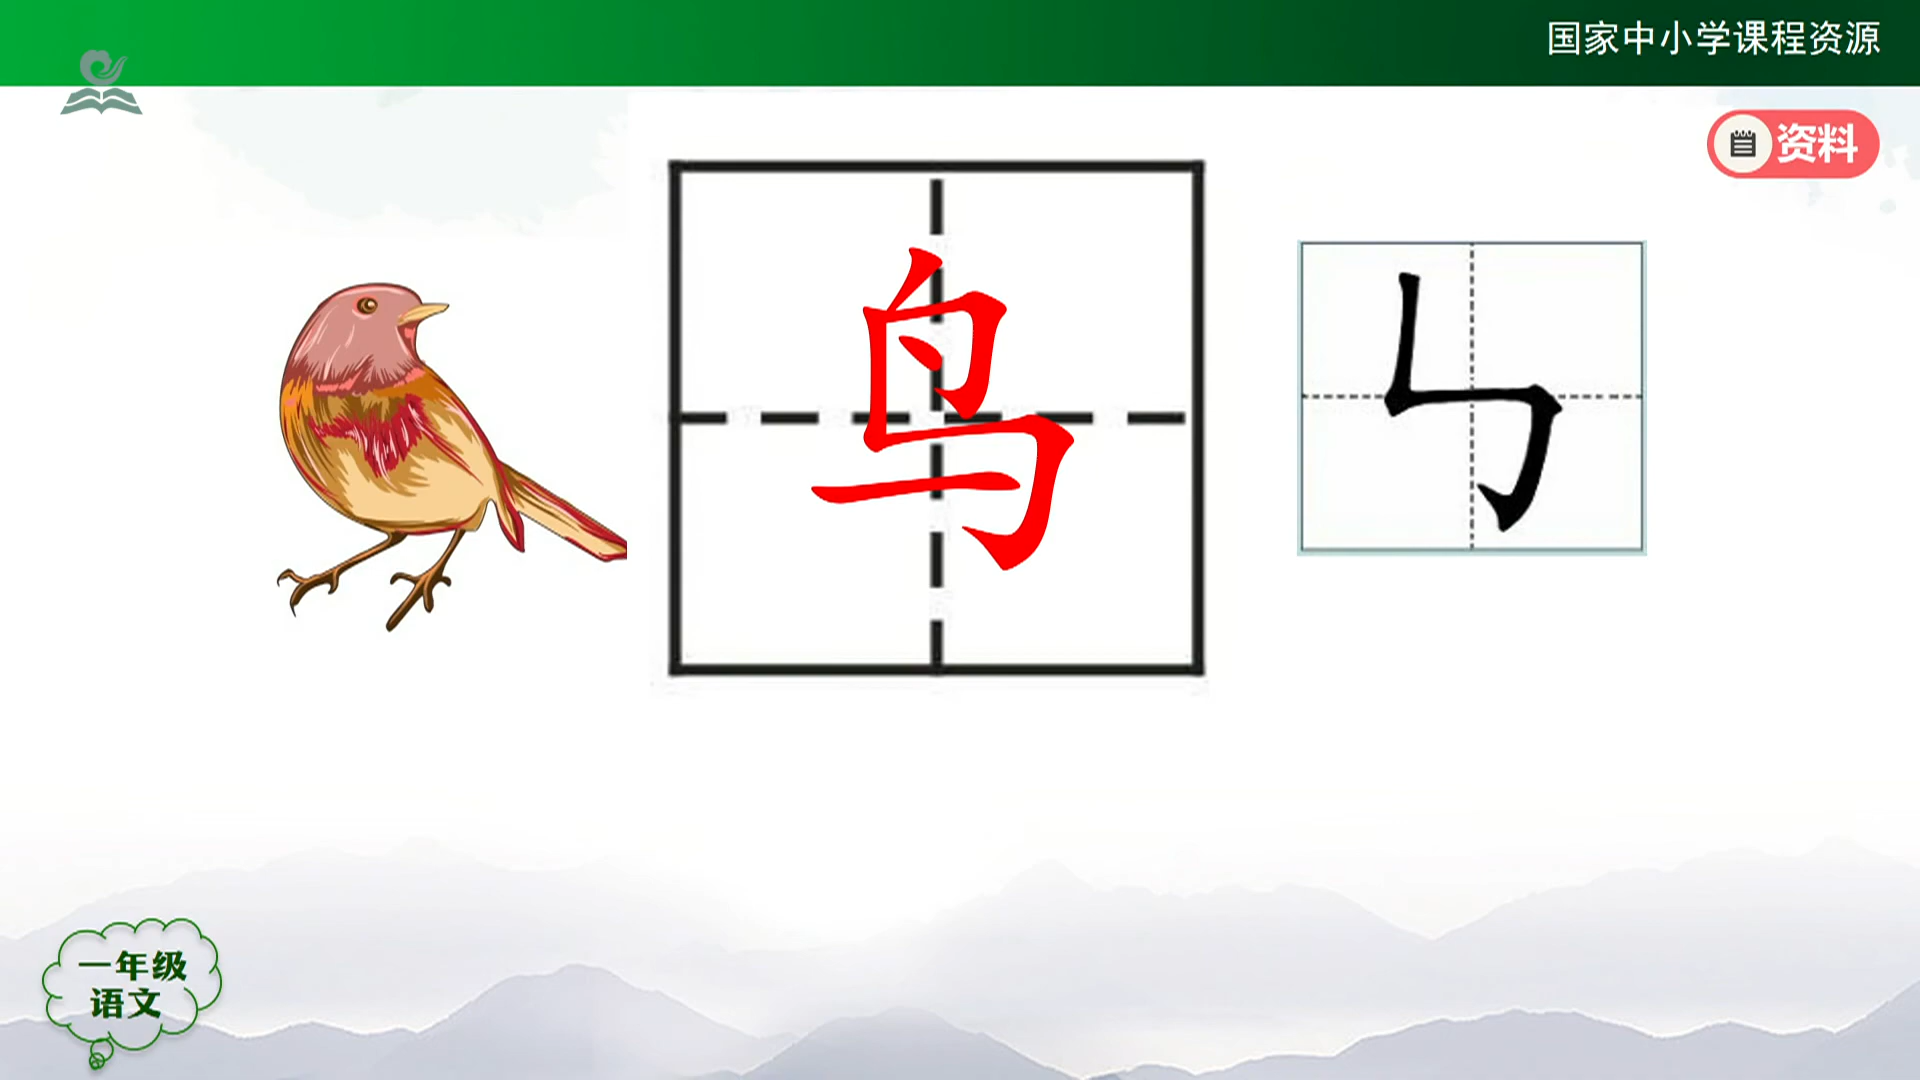 国家中小学课程资源
资料
鸟
㇉
一年级
语文